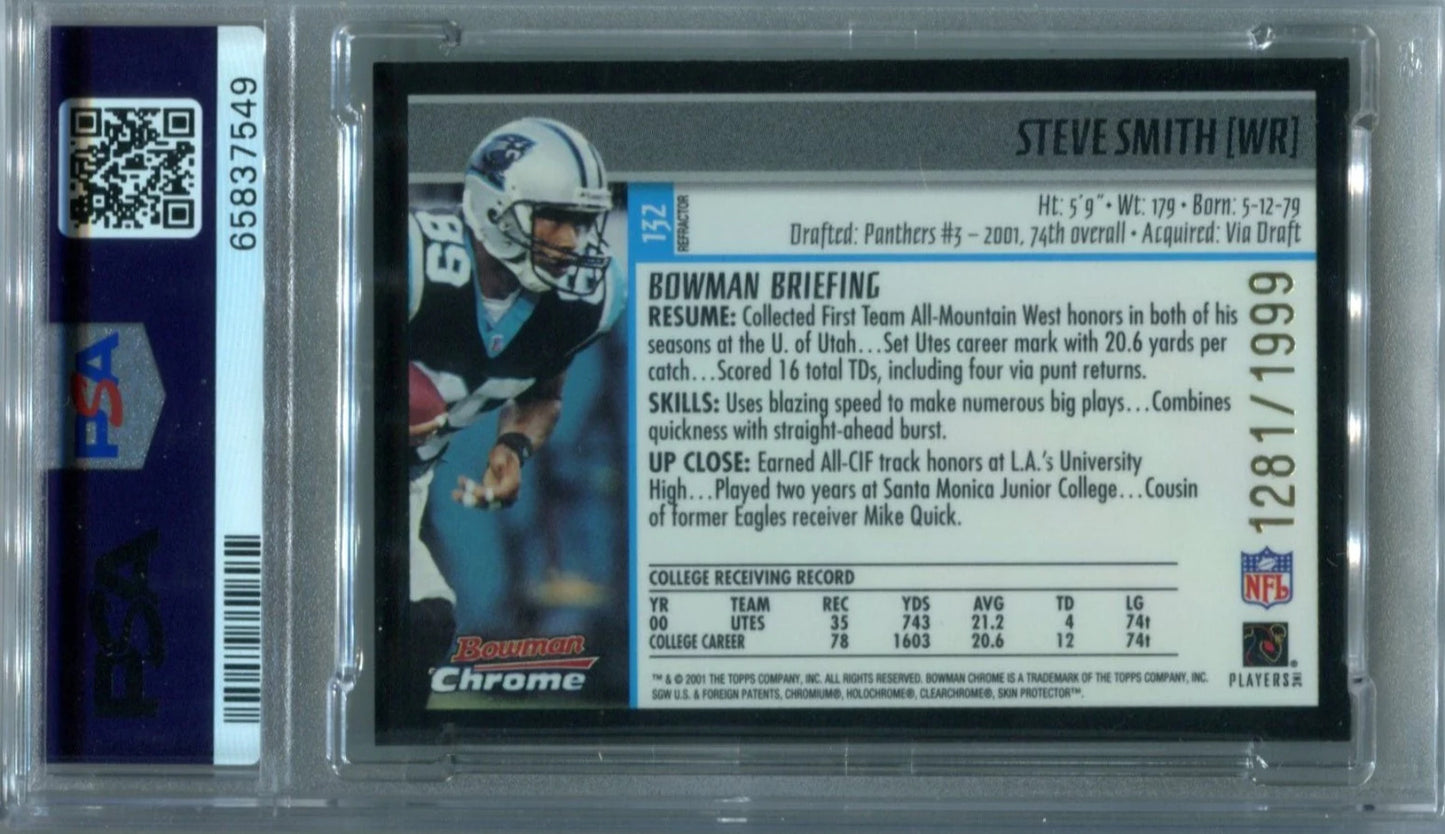 65837549
PSA
PSA
STEVE SMITH [WR]
132
REFRACTOR
Ht: 5'9" • Wt: 179 • Born: 5-12-79
Drafted: Panthers #3 – 2001, 74th overall • Acquired: Via Draft
BOWMAN BRIEFING
RESUME: Collected First Team All-Mountain West honors in both of his
seasons at the U. of Utah...Set Utes career mark with 20.6 yards per
catch...Scored 16 total TDs, including four via punt returns.
SKILLS: Uses blazing speed to make numerous big plays...Combines
quickness with straight-ahead burst.
UP CLOSE: Earned All-CIF track honors at L.A.'s University
High...Played two years at Santa Monica Junior College...Cousin
of former Eagles receiver Mike Quick.
1281/1999
COLLEGE RECEIVING RECORD
YR TEAM REC YDS AVG TD LG
00 UTES 35 743 21.2 4 74t
COLLEGE CAREER 78 1603 20.6 12 74t
™ & © 2001 THE TOPPS COMPANY, INC. ALL RIGHTS RESERVED. BOWMAN CHROME IS A TRADEMARK OF THE TOPPS COMPANY, INC.
SGW U.S. & FOREIGN PATENTS, CHROMIUM®, HOLOCHROME®, CLEARCHROME®, SKIN PROTECTOR™.
89
Bowman
Chrome
NFL
PLAYERS INC